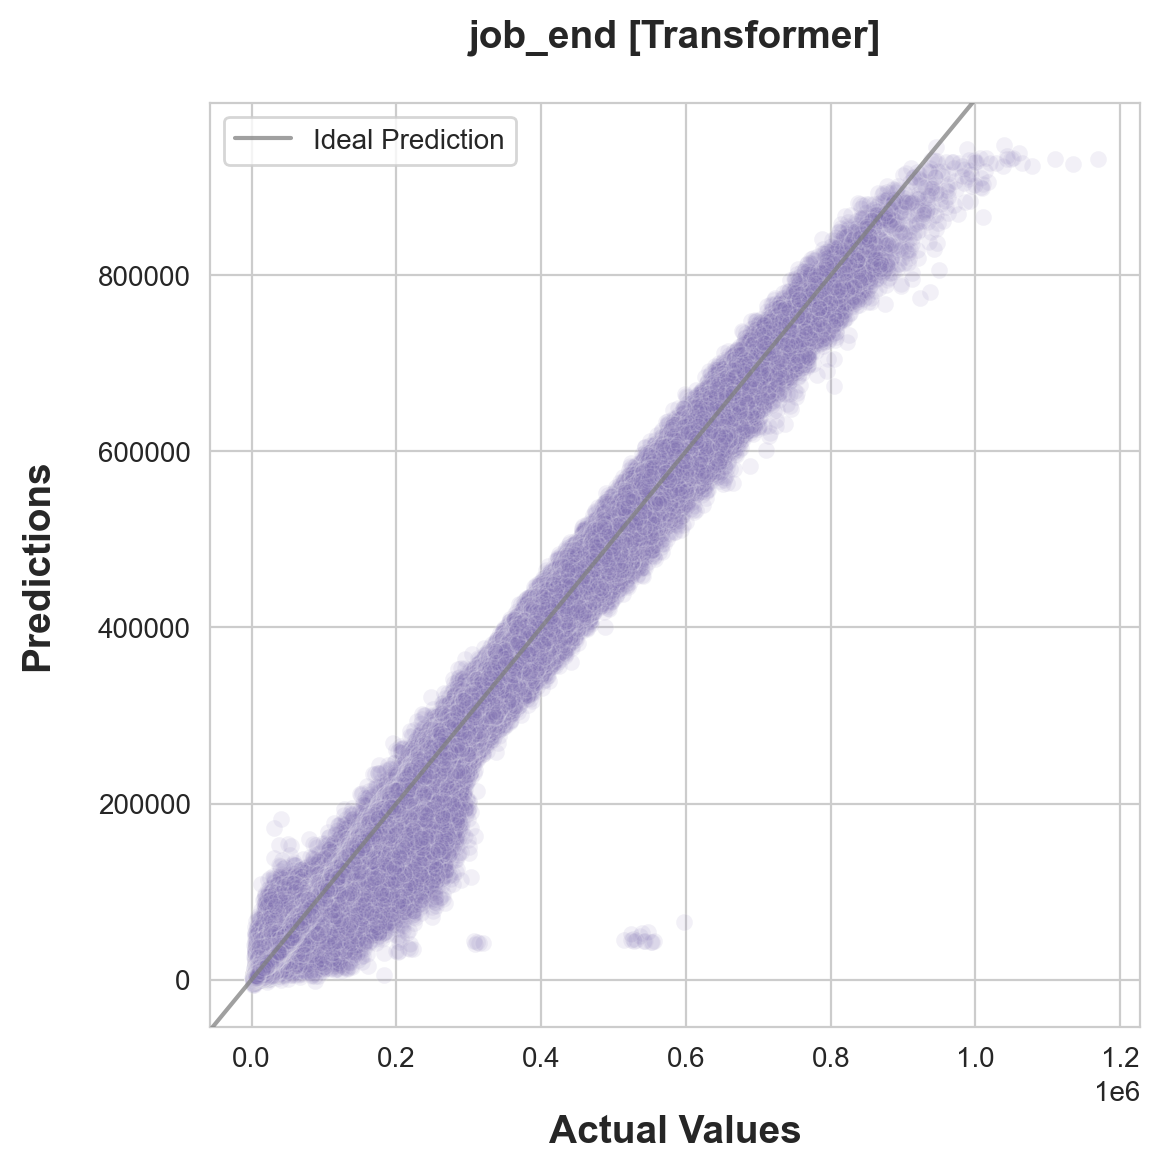 job_end [Transformer]
Ideal Prediction
800000
600000
400000
200000
0
Predictions
0.0 0.2 0.4 0.6 0.8 1.0 1.2
1e6
Actual Values